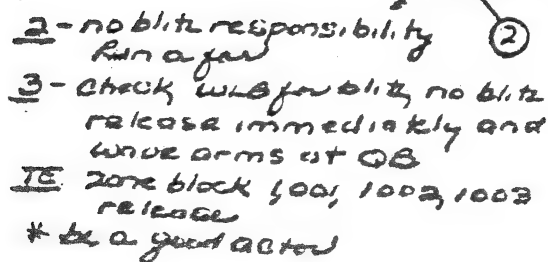 2 - no blitz responsibility
2
Run a far
3 - Check WLB for blitz, no blitz
release immediately and
wave arms at QB
TE zone block 1001, 1002, 1003
release
* be a good actor